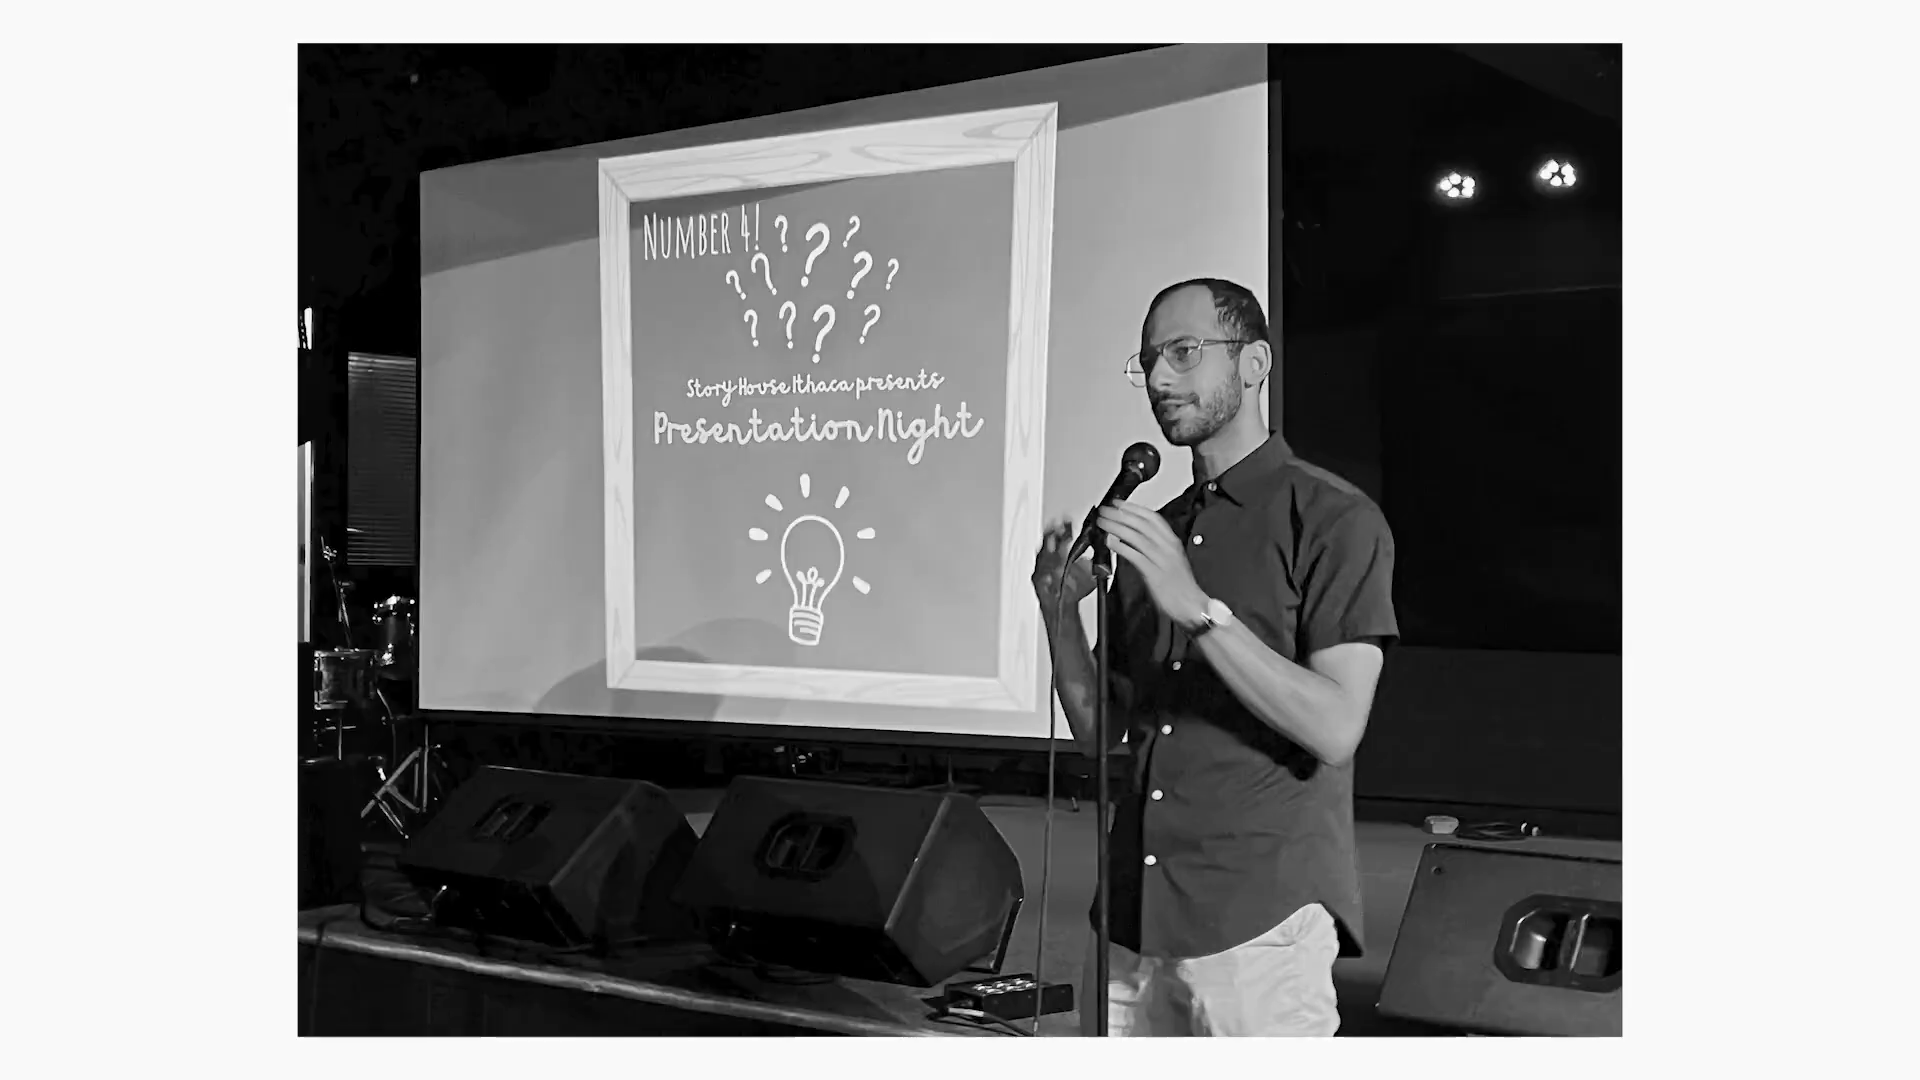 NUMBER 4! ? ? ?
? ? ? ?
? ? ? ?
Story House Ithaca presents
Presentation Night